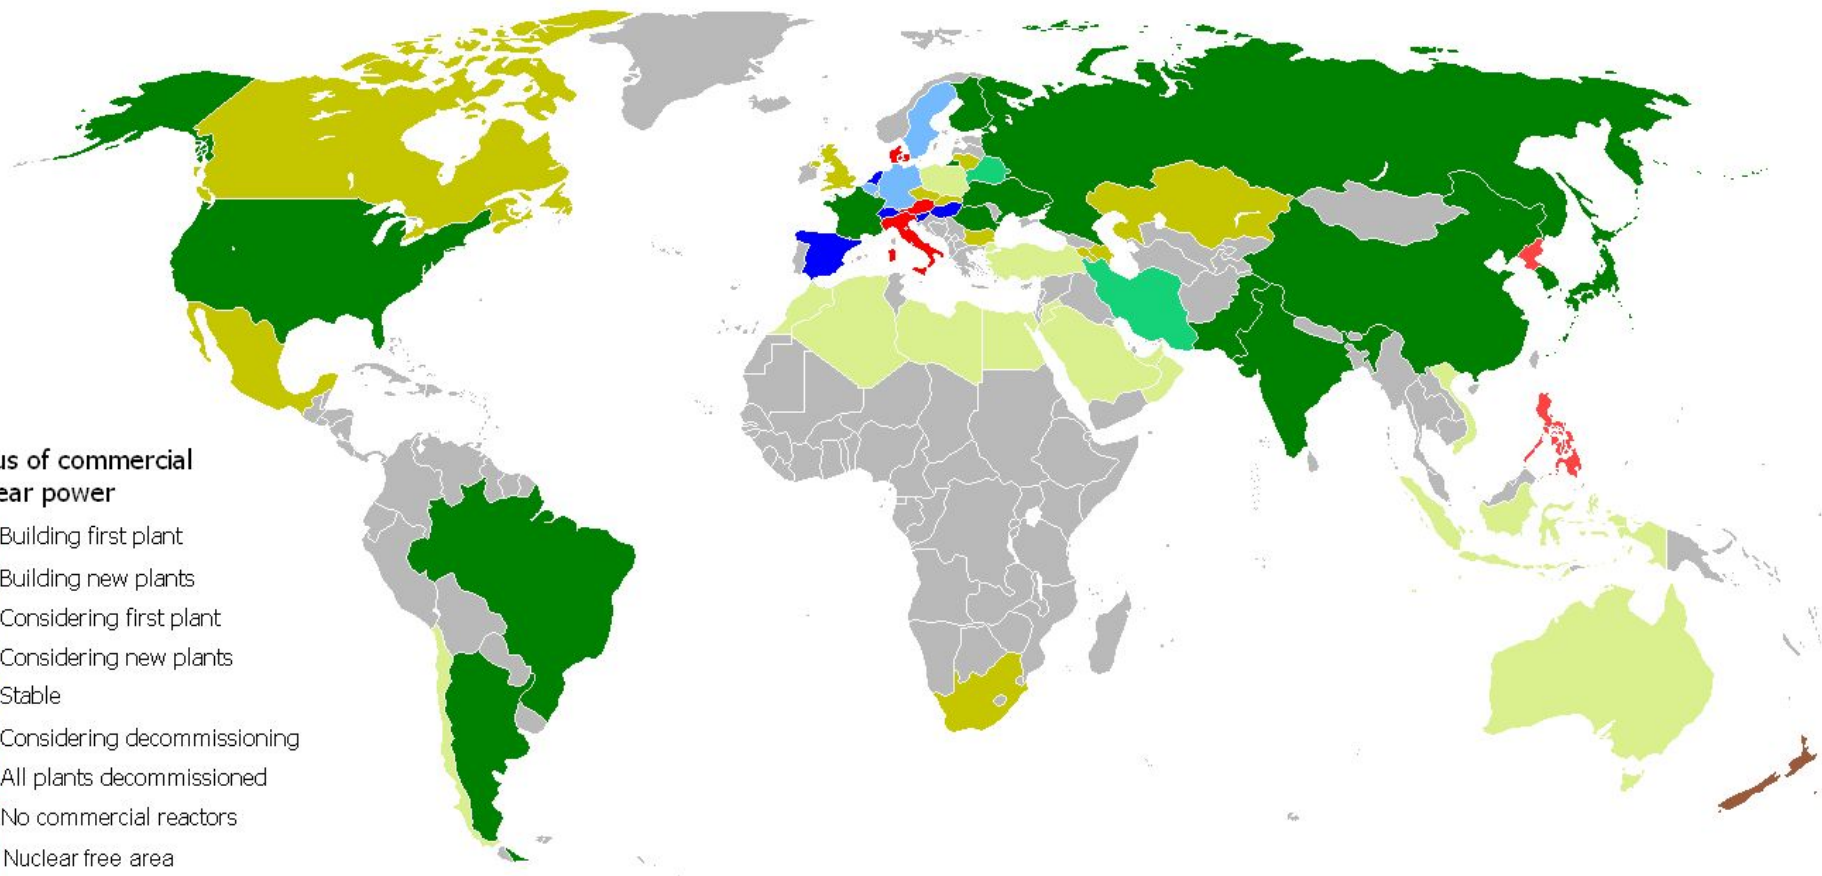 us of commercial
ear power
Building first plant
Building new plants
Considering first plant
Considering new plants
Stable
Considering decommissioning
All plants decommissioned
No commercial reactors
Nuclear free area